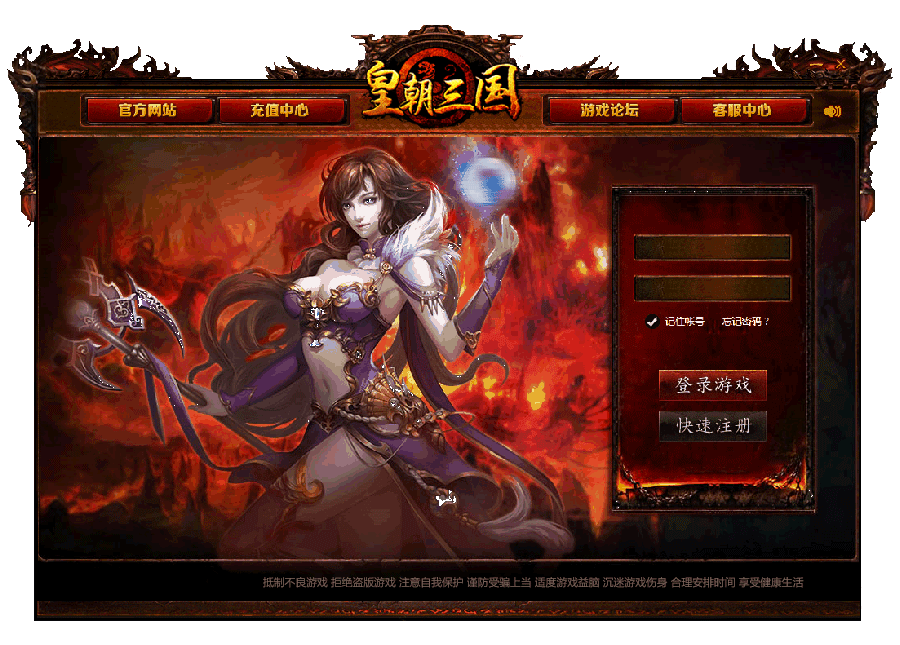 皇朝三国
官方网站 充值中心 游戏论坛 客服中心
记住帐号 忘记密码？
登录游戏
快速注册
抵制不良游戏 拒绝盗版游戏 注意自我保护 谨防受骗上当 适度游戏益脑 沉迷游戏伤身 合理安排时间 享受健康生活